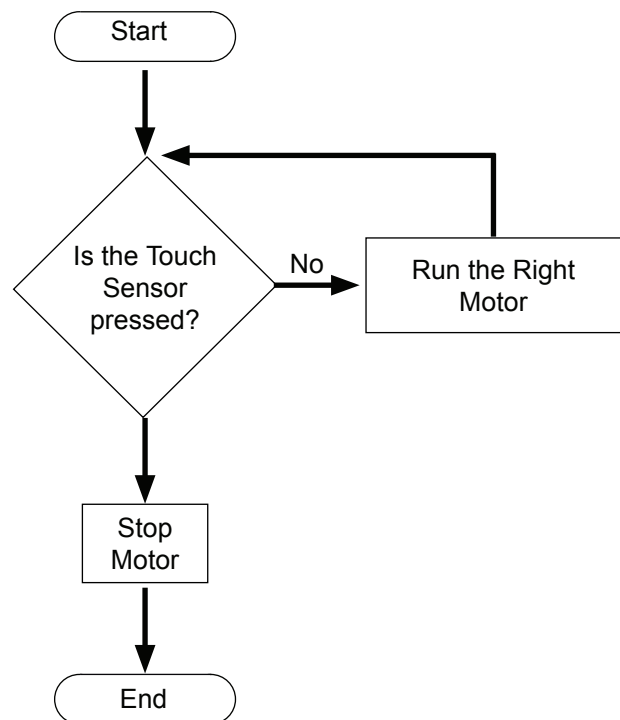 Start
Is the Touch
Sensor
pressed?
No
Run the Right
Motor
Stop
Motor
End